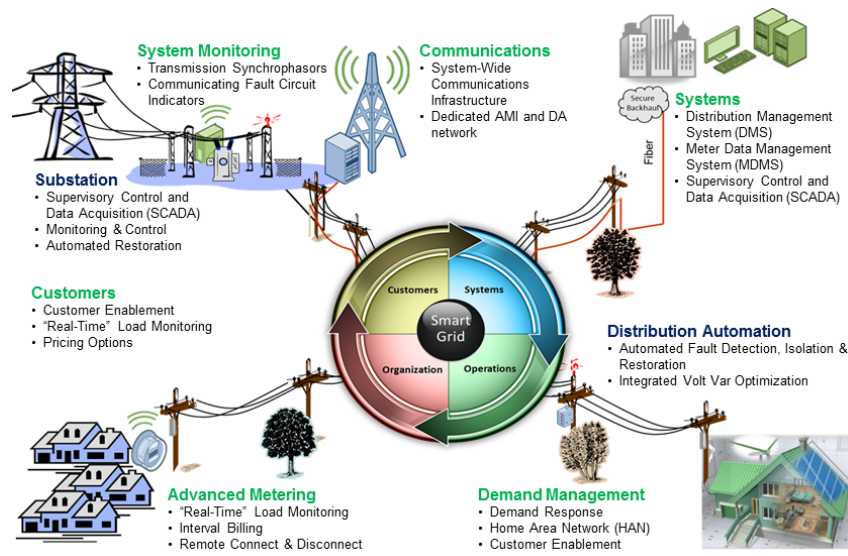 System Monitoring
• Transmission Synchrophasors
• Communicating Fault Circuit
Indicators
Communications
• System-Wide
Communications
Infrastructure
• Dedicated AMI and DA
network
Secure
Backhaul
Fiber
Systems
• Distribution Management
System (DMS)
• Meter Data Management
System (MDMS)
• Supervisory Control and
Data Acquisition (SCADA)
Substation
• Supervisory Control and
Data Acquisition (SCADA)
• Monitoring & Control
• Automated Restoration
Customers
• Customer Enablement
• “Real-Time” Load Monitoring
• Pricing Options
Customers
Systems
Smart
Grid
Organization
Operations
Distribution Automation
• Automated Fault Detection, Isolation &
Restoration
• Integrated Volt Var Optimization
Advanced Metering
• “Real-Time” Load Monitoring
• Interval Billing
• Remote Connect & Disconnect
Demand Management
• Demand Response
• Home Area Network (HAN)
• Customer Enablement